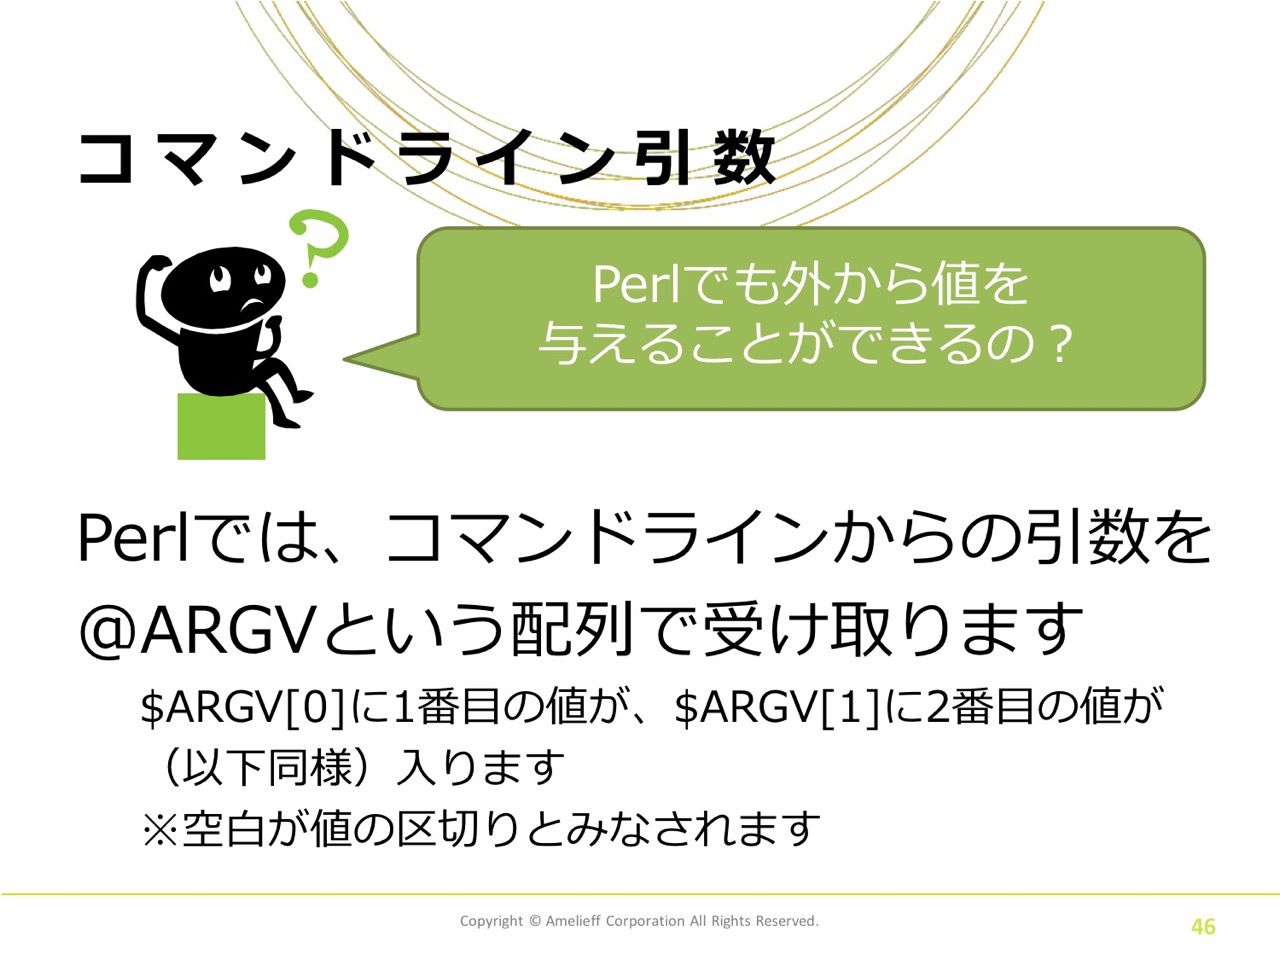 コマンドライン引数
?
Perlでも外から値を
与えることができるの？
Perlでは、コマンドラインからの引数を
@ARGVという配列で受け取ります
$ARGV[0]に1番目の値が、$ARGV[1]に2番目の値が
（以下同様）入ります
※空白が値の区切りとみなされます
Copyright © Amelieff Corporation All Rights Reserved.
46